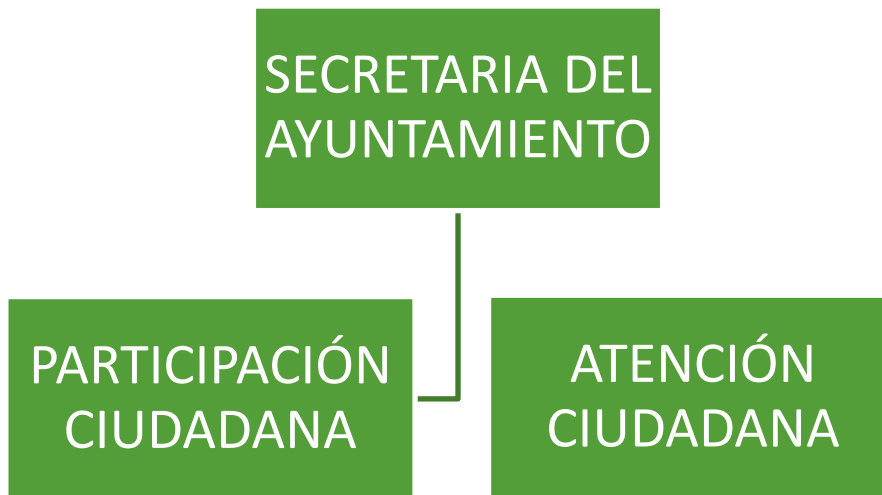 SECRETARIA DEL
AYUNTAMIENTO
PARTICIPACIÓN
CIUDADANA
ATENCIÓN
CIUDADANA